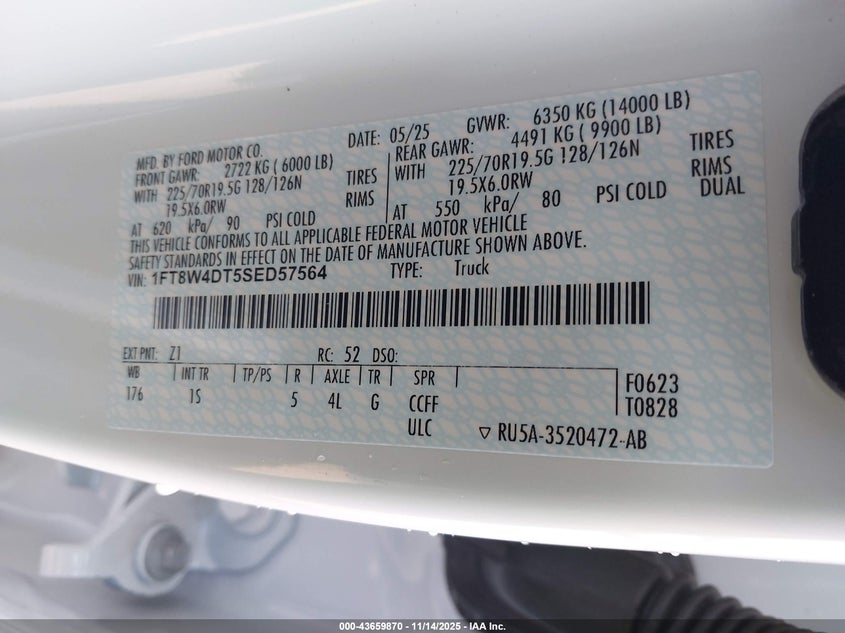 MFD. BY FORD MOTOR CO. DATE: 05/25 GVWR: 6350 KG (14000 LB)
FRONT GAWR: 2722 KG ( 6000 LB) REAR GAWR: 4491 KG ( 9900 LB)
WITH 225/70R19.5G 128/126N TIRES WITH 225/70R19.5G 128/126N TIRES
19.5X6.0RW RIMS 19.5X6.0RW RIMS
AT 620 kPa/ 90 PSI COLD AT 550 kPa/ 80 PSI COLD DUAL
THIS VEHICLE CONFORMS TO ALL APPLICABLE FEDERAL MOTOR VEHICLE
SAFETY STANDARDS IN EFFECT ON THE DATE OF MANUFACTURE SHOWN ABOVE.
VIN: 1FT8W4DT5SED57564 TYPE: Truck
EXT PNT: Z1 RC: 52 DSO:
WB INT TR TP/PS R AXLE TR SPR F0623
176 1S 5 4L G CCFF T0828
ULC RU5A-3520472-AB
000-43659870 | 11/14/2025 | IAA Inc.